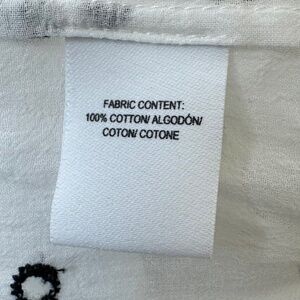 FABRIC CONTENT:
100% COTTON/ ALGODÓN/
COTON/ COTONE